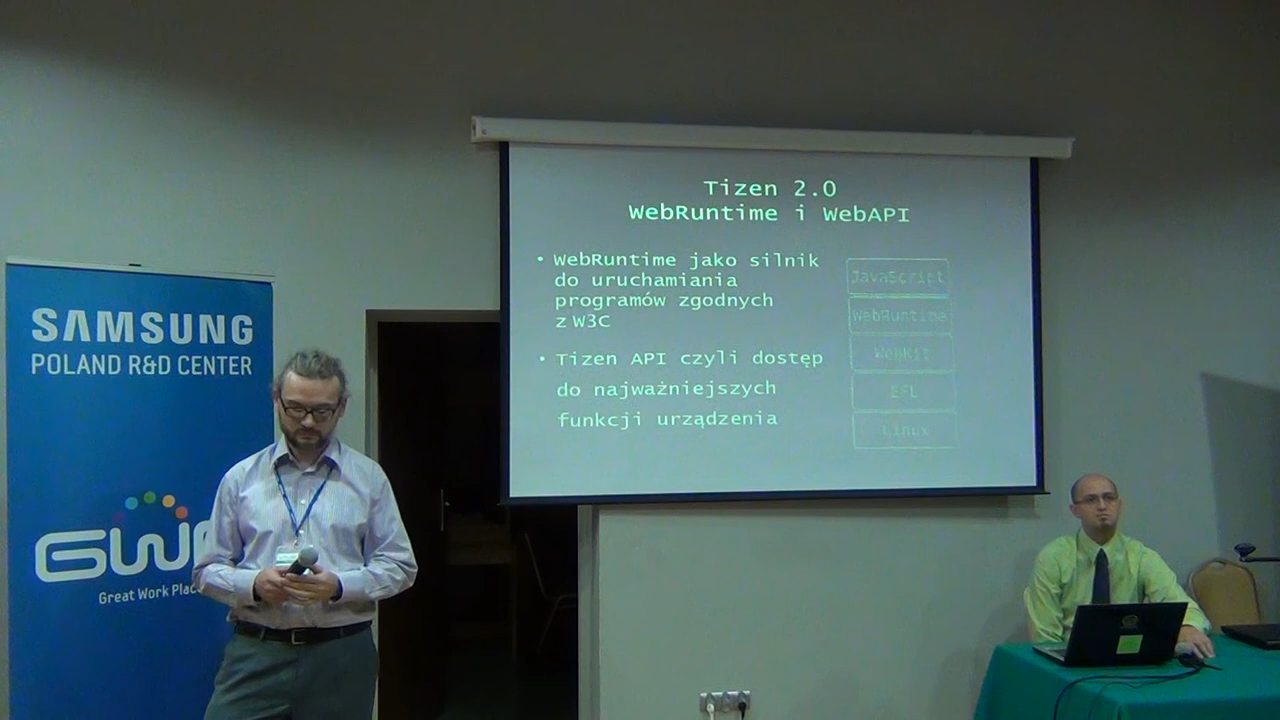 SAMSUNG
POLAND R&D CENTER
GW
Great Work Plac
Tizen 2.0
WebRuntime i WebAPI
• WebRuntime jako silnik
do uruchamiania
programów zgodnych
z W3C
• Tizen API czyli dostęp
do najważniejszych
funkcji urządzenia
JavaScript
WebRuntime
WebKit
EFL
Linux